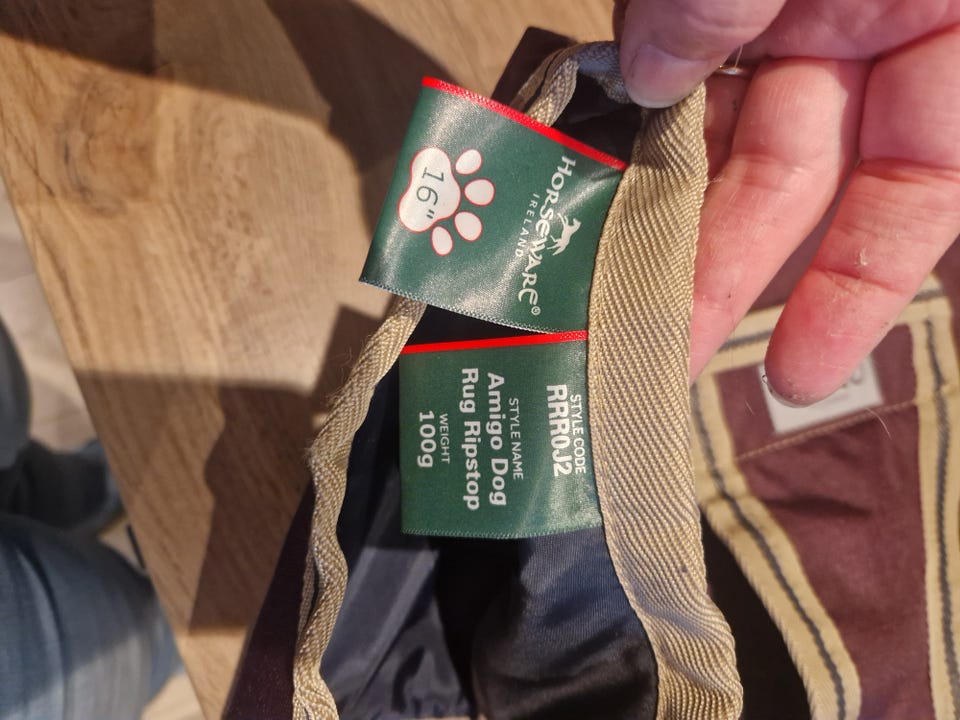 HORSEWARE®
IRELAND
16"
STYLE CODE
RRR0J2
STYLE NAME
Amigo Dog
Rug Ripstop
WEIGHT
100g